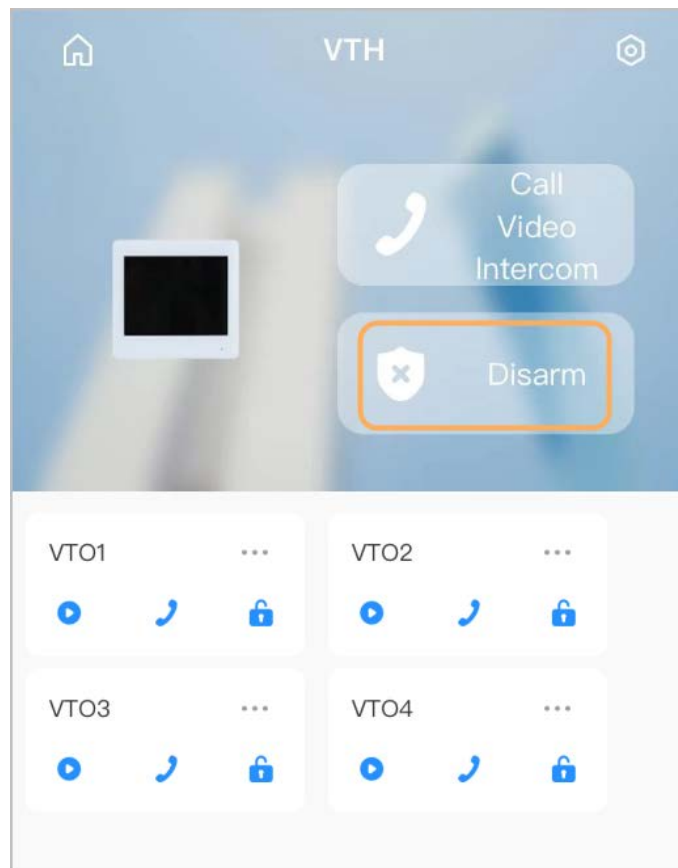 VTH
Call
Video
Intercom
Disarm
VTO1
VTO2
VTO3
VTO4